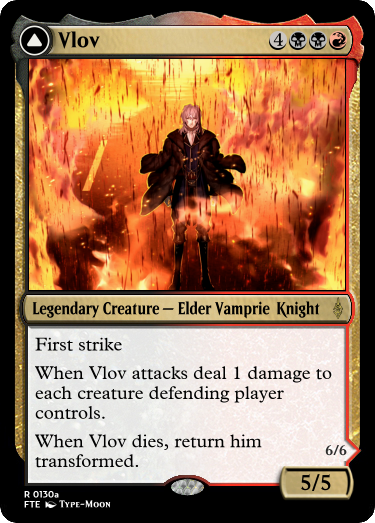 Vlov 4
Legendary Creature — Elder Vamprie Knight
First strike
When Vlov attacks deal 1 damage to
each creature defending player
controls.
When Vlov dies, return him
transformed.
6/6
5/5
R 0130a
FTE Type-Moon